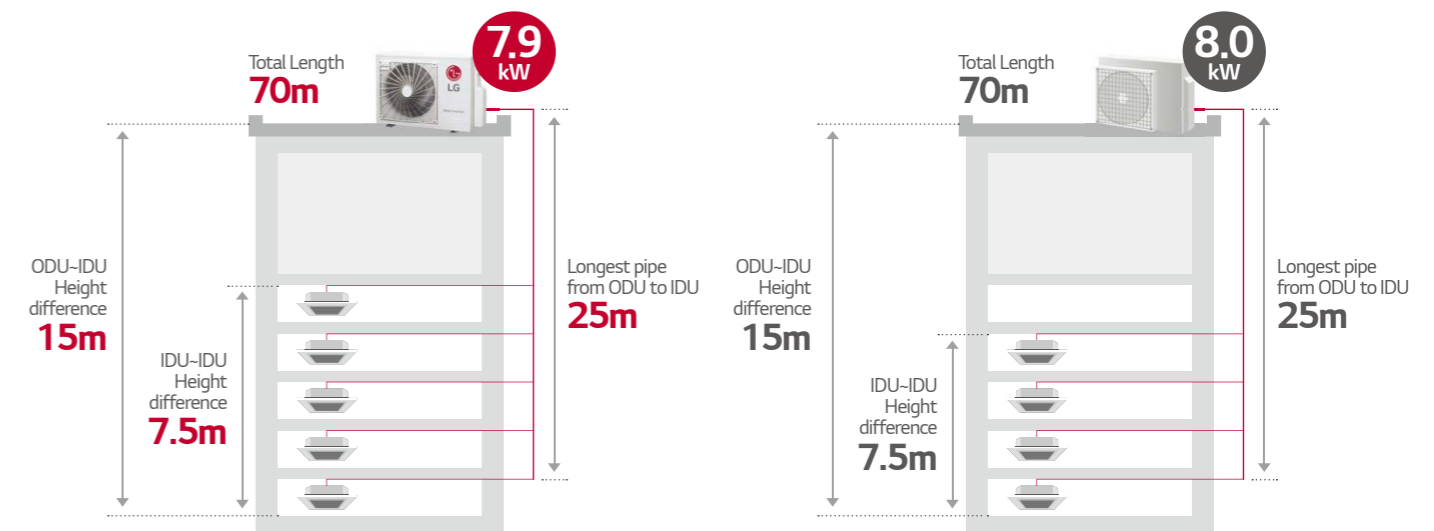 Total Length
70m
7.9
kW
LG
ODU~IDU
Height
difference
15m
IDU~IDU
Height
difference
7.5m
Longest pipe
from ODU to IDU
25m
Total Length
70m
8.0
kW
ODU~IDU
Height
difference
15m
IDU~IDU
Height
difference
7.5m
Longest pipe
from ODU to IDU
25m